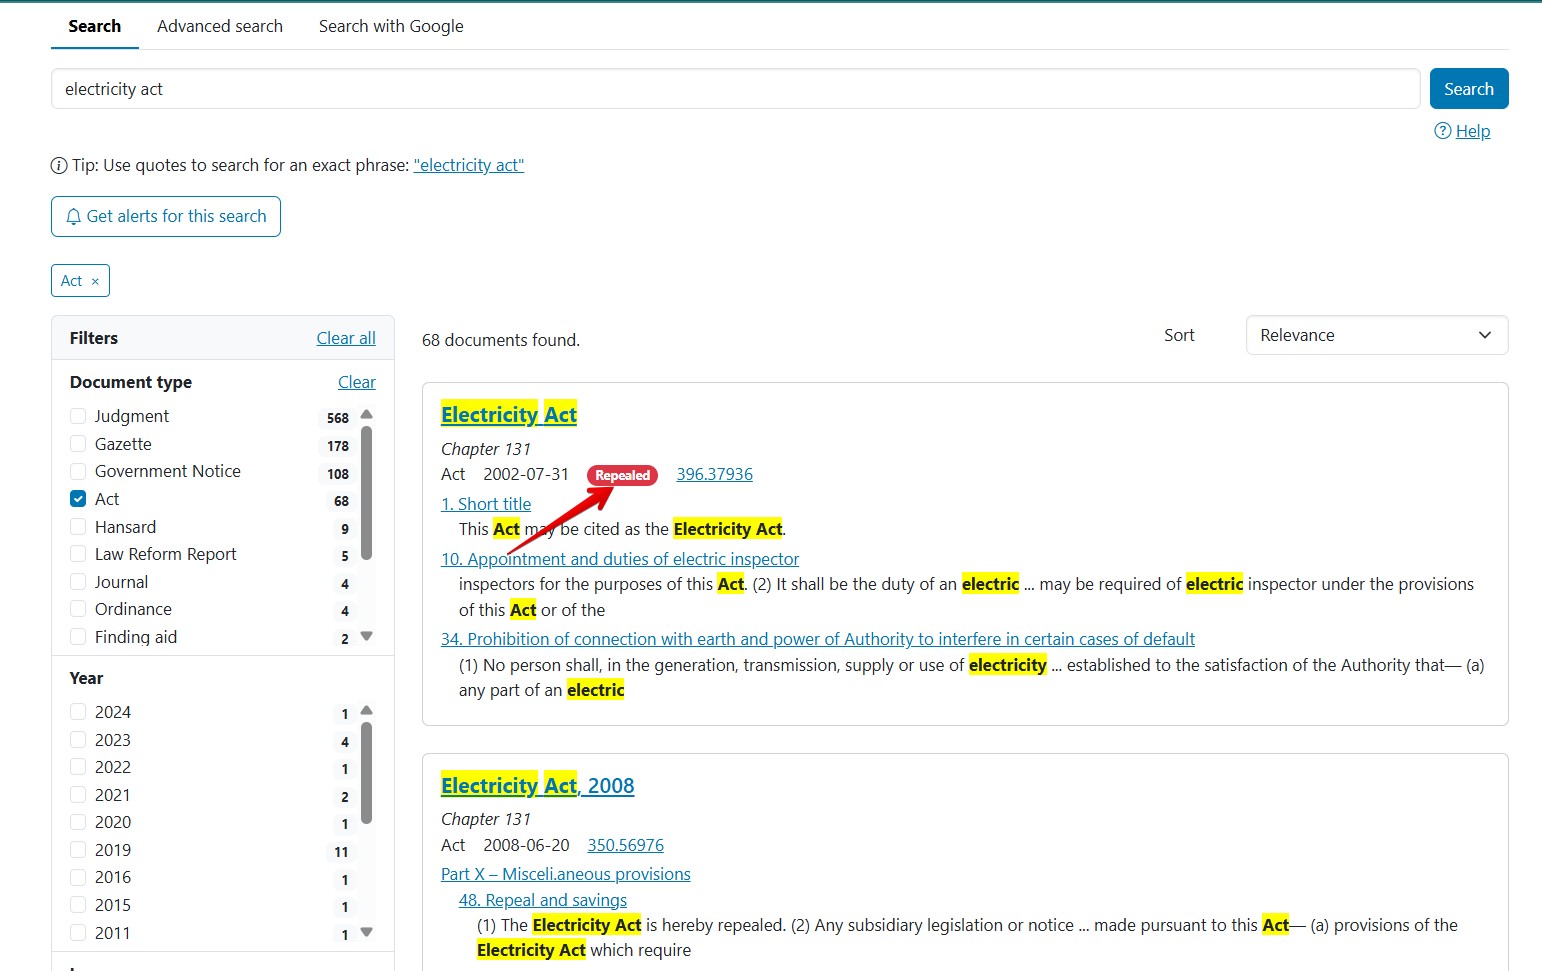 Search Advanced search Search with Google
electricity act
Search
Help
Tip: Use quotes to search for an exact phrase: "electricity act"
Get alerts for this search
Act ×
Filters Clear all
Document type Clear
Judgment 568
Gazette 178
Government Notice 108
Act 68
Hansard 9
Law Reform Report 5
Journal 4
Ordinance 4
Finding aid 2
Year
2024 1
2023 4
2022 1
2021 2
2020 1
2019 11
2016 1
2015 1
2011 1
68 documents found.
Sort Relevance
Electricity Act
Chapter 131
Act 2002-07-31 Repealed 396.37936
1. Short title
This Act may be cited as the Electricity Act.
10. Appointment and duties of electric inspector
inspectors for the purposes of this Act. (2) It shall be the duty of an electric ... may be required of electric inspector under the provisions
of this Act or of the
34. Prohibition of connection with earth and power of Authority to interfere in certain cases of default
(1) No person shall, in the generation, transmission, supply or use of electricity ... established to the satisfaction of the Authority that— (a)
any part of an electric
Electricity Act, 2008
Chapter 131
Act 2008-06-20 350.56976
Part X – Misceli.aneous provisions
48. Repeal and savings
(1) The Electricity Act is hereby repealed. (2) Any subsidiary legislation or notice ... made pursuant to this Act— (a) provisions of the
Electricity Act which require